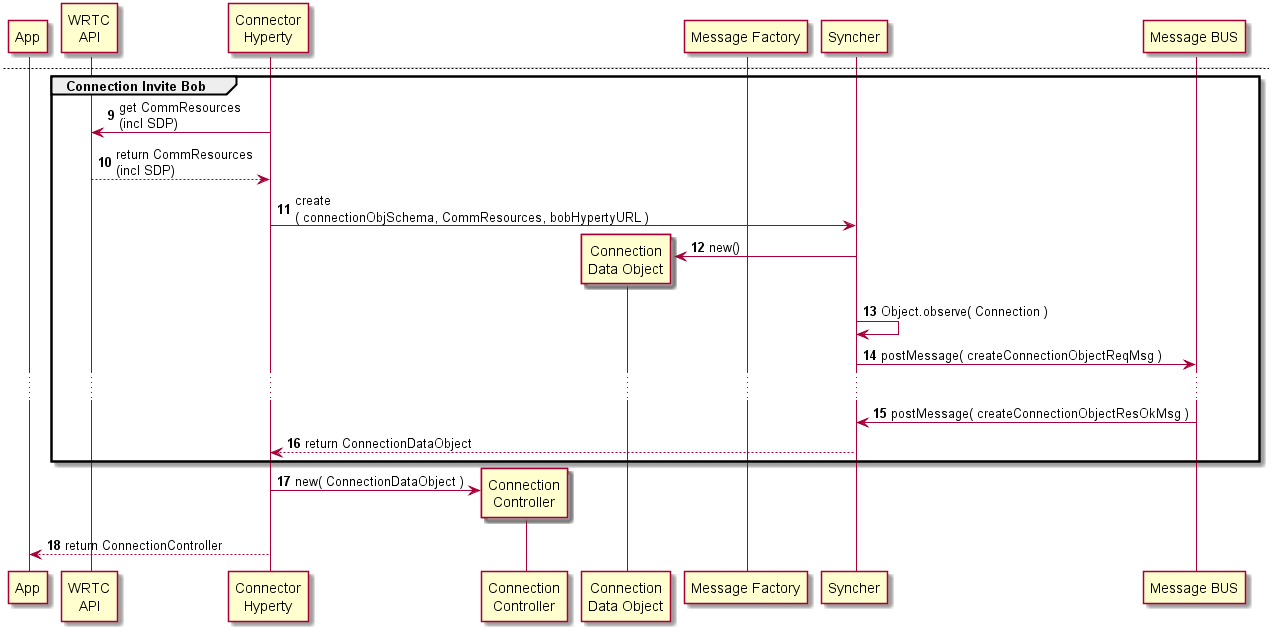 App
WRTC
API
Connector
Hyperty
Message Factory
Syncher
Message BUS
Connection Invite Bob
9 get CommResources
(incl SDP)
10 return CommResources
(incl SDP)
11 create
( connectionObjSchema, CommResources, bobHypertyURL )
Connection
Data Object
12 new()
13 Object.observe( Connection )
14 postMessage( createConnectionObjectReqMsg )
15 postMessage( createConnectionObjectResOkMsg )
16 return ConnectionDataObject
17 new( ConnectionDataObject )
Connection
Controller
18 return ConnectionController
App
WRTC
API
Connector
Hyperty
Connection
Controller
Connection
Data Object
Message Factory
Syncher
Message BUS